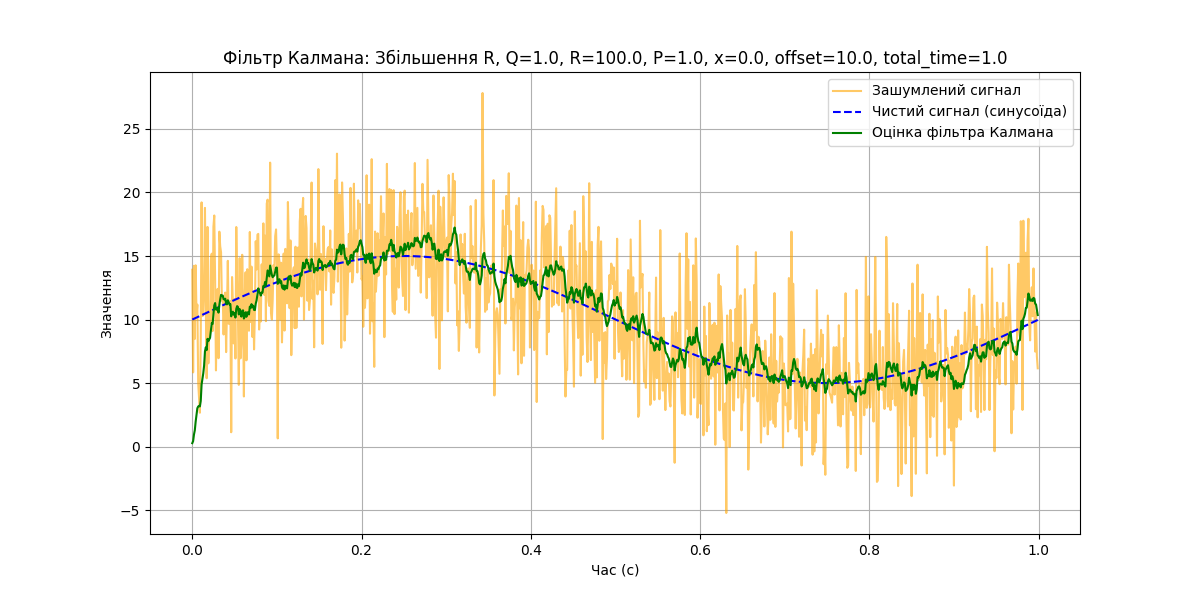 Фільтр Калмана: Збільшення R, Q=1.0, R=100.0, P=1.0, x=0.0, offset=10.0, total_time=1.0
Зашумлений сигнал
Чистий сигнал (синусоїда)
Оцінка фільтра Калмана
Значення
25
20
15
10
5
0
−5
0.0 0.2 0.4 0.6 0.8 1.0
Час (с)